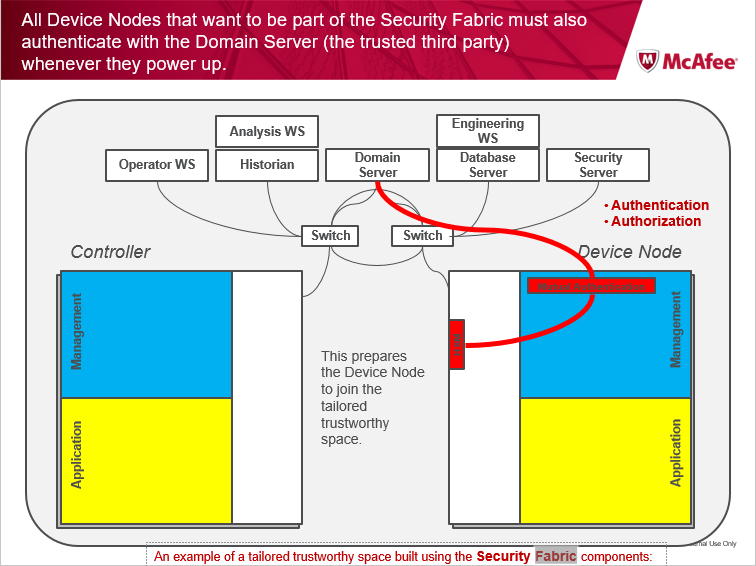 All Device Nodes that want to be part of the Security Fabric must also
authenticate with the Domain Server (the trusted third party)
whenever they power up.
McAfee
Analysis WS
Engineering
WS
Operator WS
Historian
Domain
Server
Database
Server
Security
Server
• Authentication
• Authorization
Switch
Switch
Controller
Device Node
Management
Management
HSM
This prepares
the Device Node
to join the
tailored
trustworthy
space.
Application
Application
Use Only
An example of a tailored trustworthy space built using the Security Fabric components: